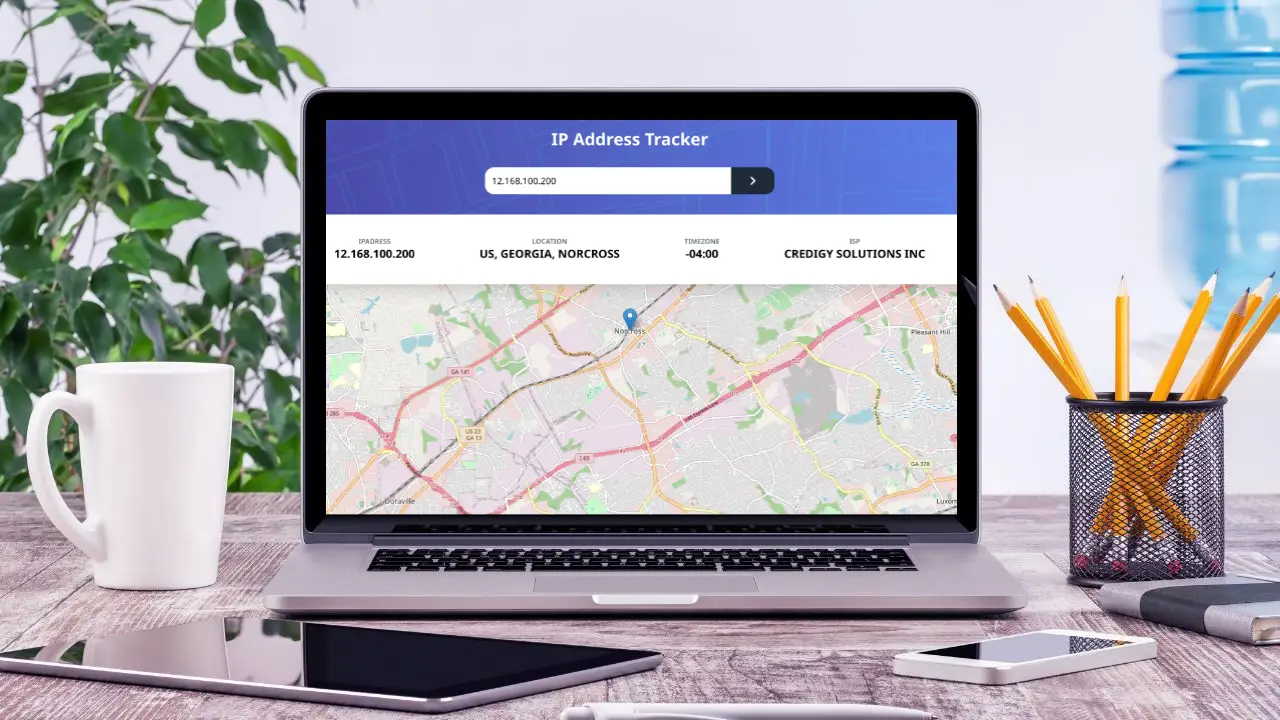 IP Address Tracker
12.168.100.200
IPADRESS
12.168.100.200
LOCATION
US, GEORGIA, NORCROSS
TIMEZONE
-04:00
ISP
CREDIGY SOLUTIONS INC
Norcross
Pleasant Hill
GA 141
285
US 23
GA 13
I 85
GA 378
Doraville
Luxom